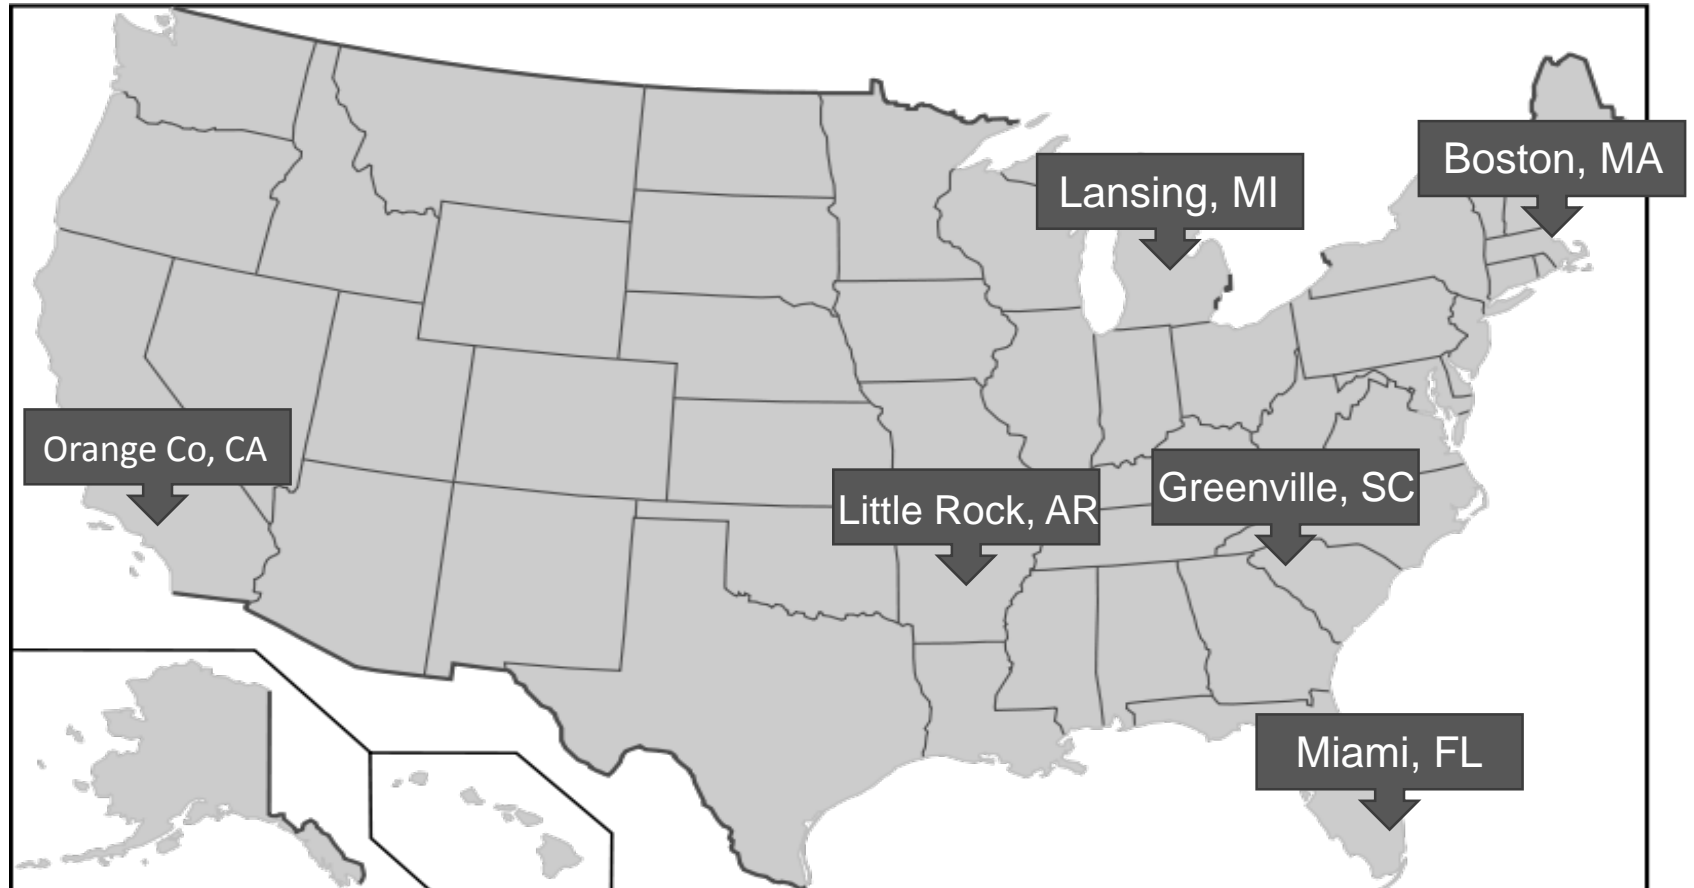 Boston, MA
Lansing, MI
Orange Co, CA
Little Rock, AR
Greenville, SC
Miami, FL